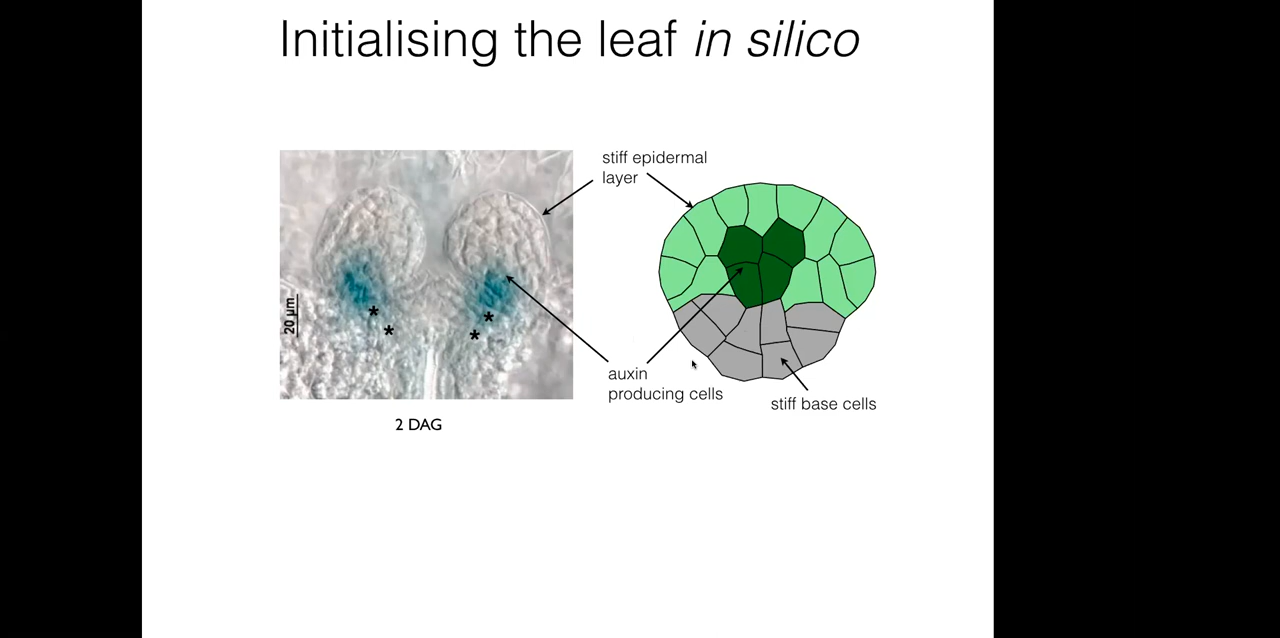 Initialising the leaf in silico
stiff epidermal
layer
20 µm
*
*
*
*
auxin
producing cells
stiff base cells
2 DAG